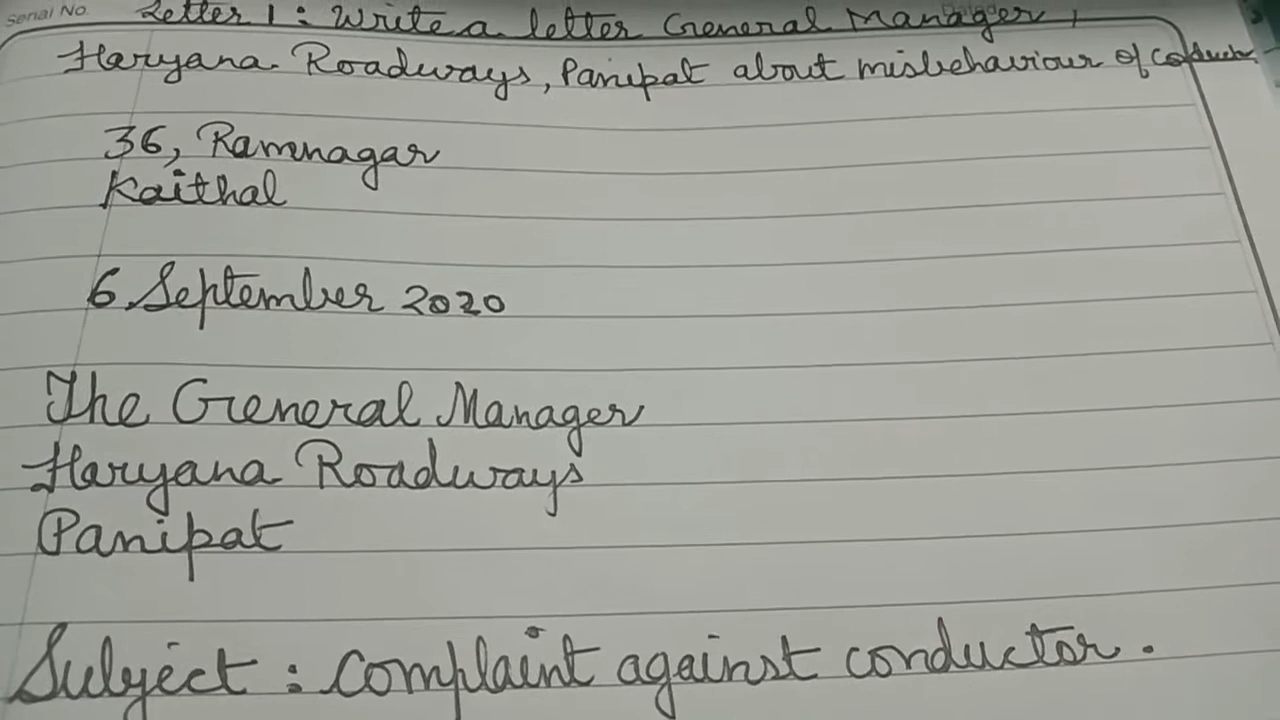 Serial No.
Letter 1: Write a letter General Manager,
Haryana Roadways, Panipat about misbehaviour of conductor
36, Ramnagar
Kaithal
6 September 2020
The General Manager
Haryana Roadways
Panipat
Subject : Complaint against conductor.